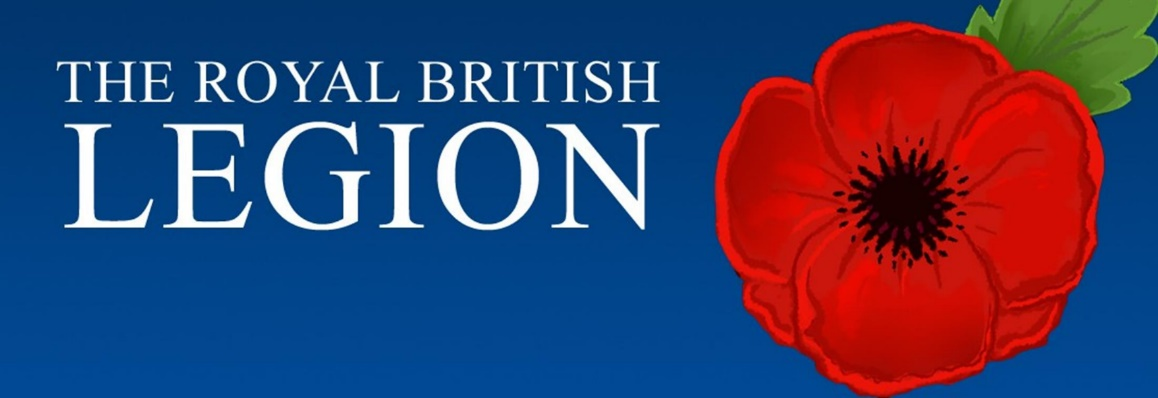 THE ROYAL BRITISH
LEGION